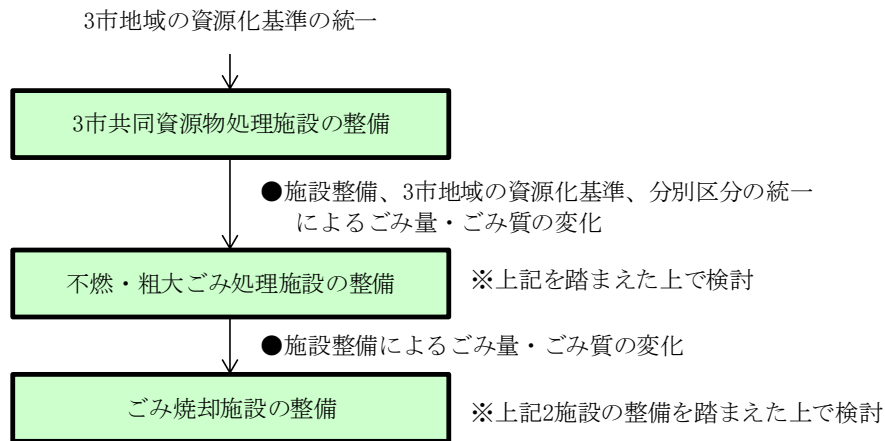 3市地域の資源化基準の統一
3市共同資源物処理施設の整備
●施設整備、3市地域の資源化基準、分別区分の統一
によるごみ量・ごみ質の変化
不燃・粗大ごみ処理施設の整備
※上記を踏まえた上で検討
●施設整備によるごみ量・ごみ質の変化
ごみ焼却施設の整備
※上記2施設の整備を踏まえた上で検討